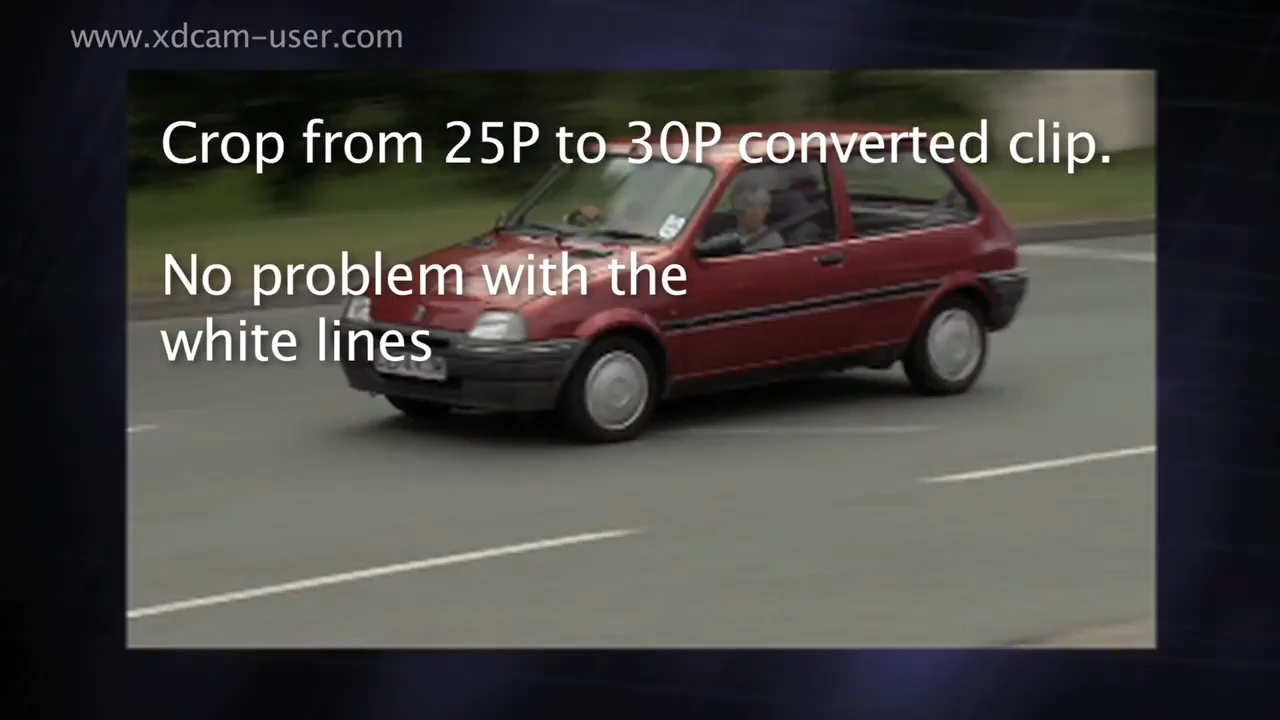 www.xdcam-user.com
Crop from 25P to 30P converted clip.
No problem with the
white lines